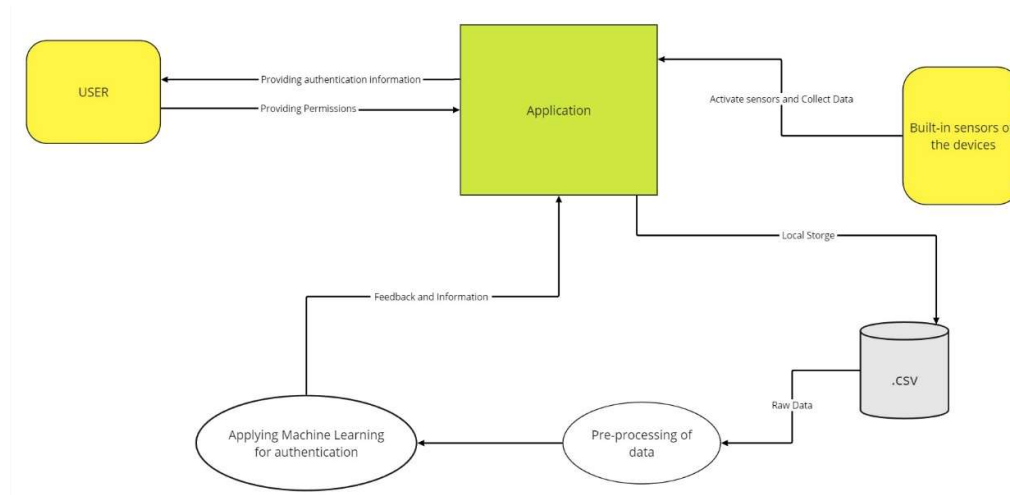 USER
Providing authentication information
Providing Permissions
Application
Activate sensors and Collect Data
Built-in sensors of
the devices
Local Storge
Feedback and Information
.csv
Raw Data
Applying Machine Learning
for authentication
Pre-processing of
data